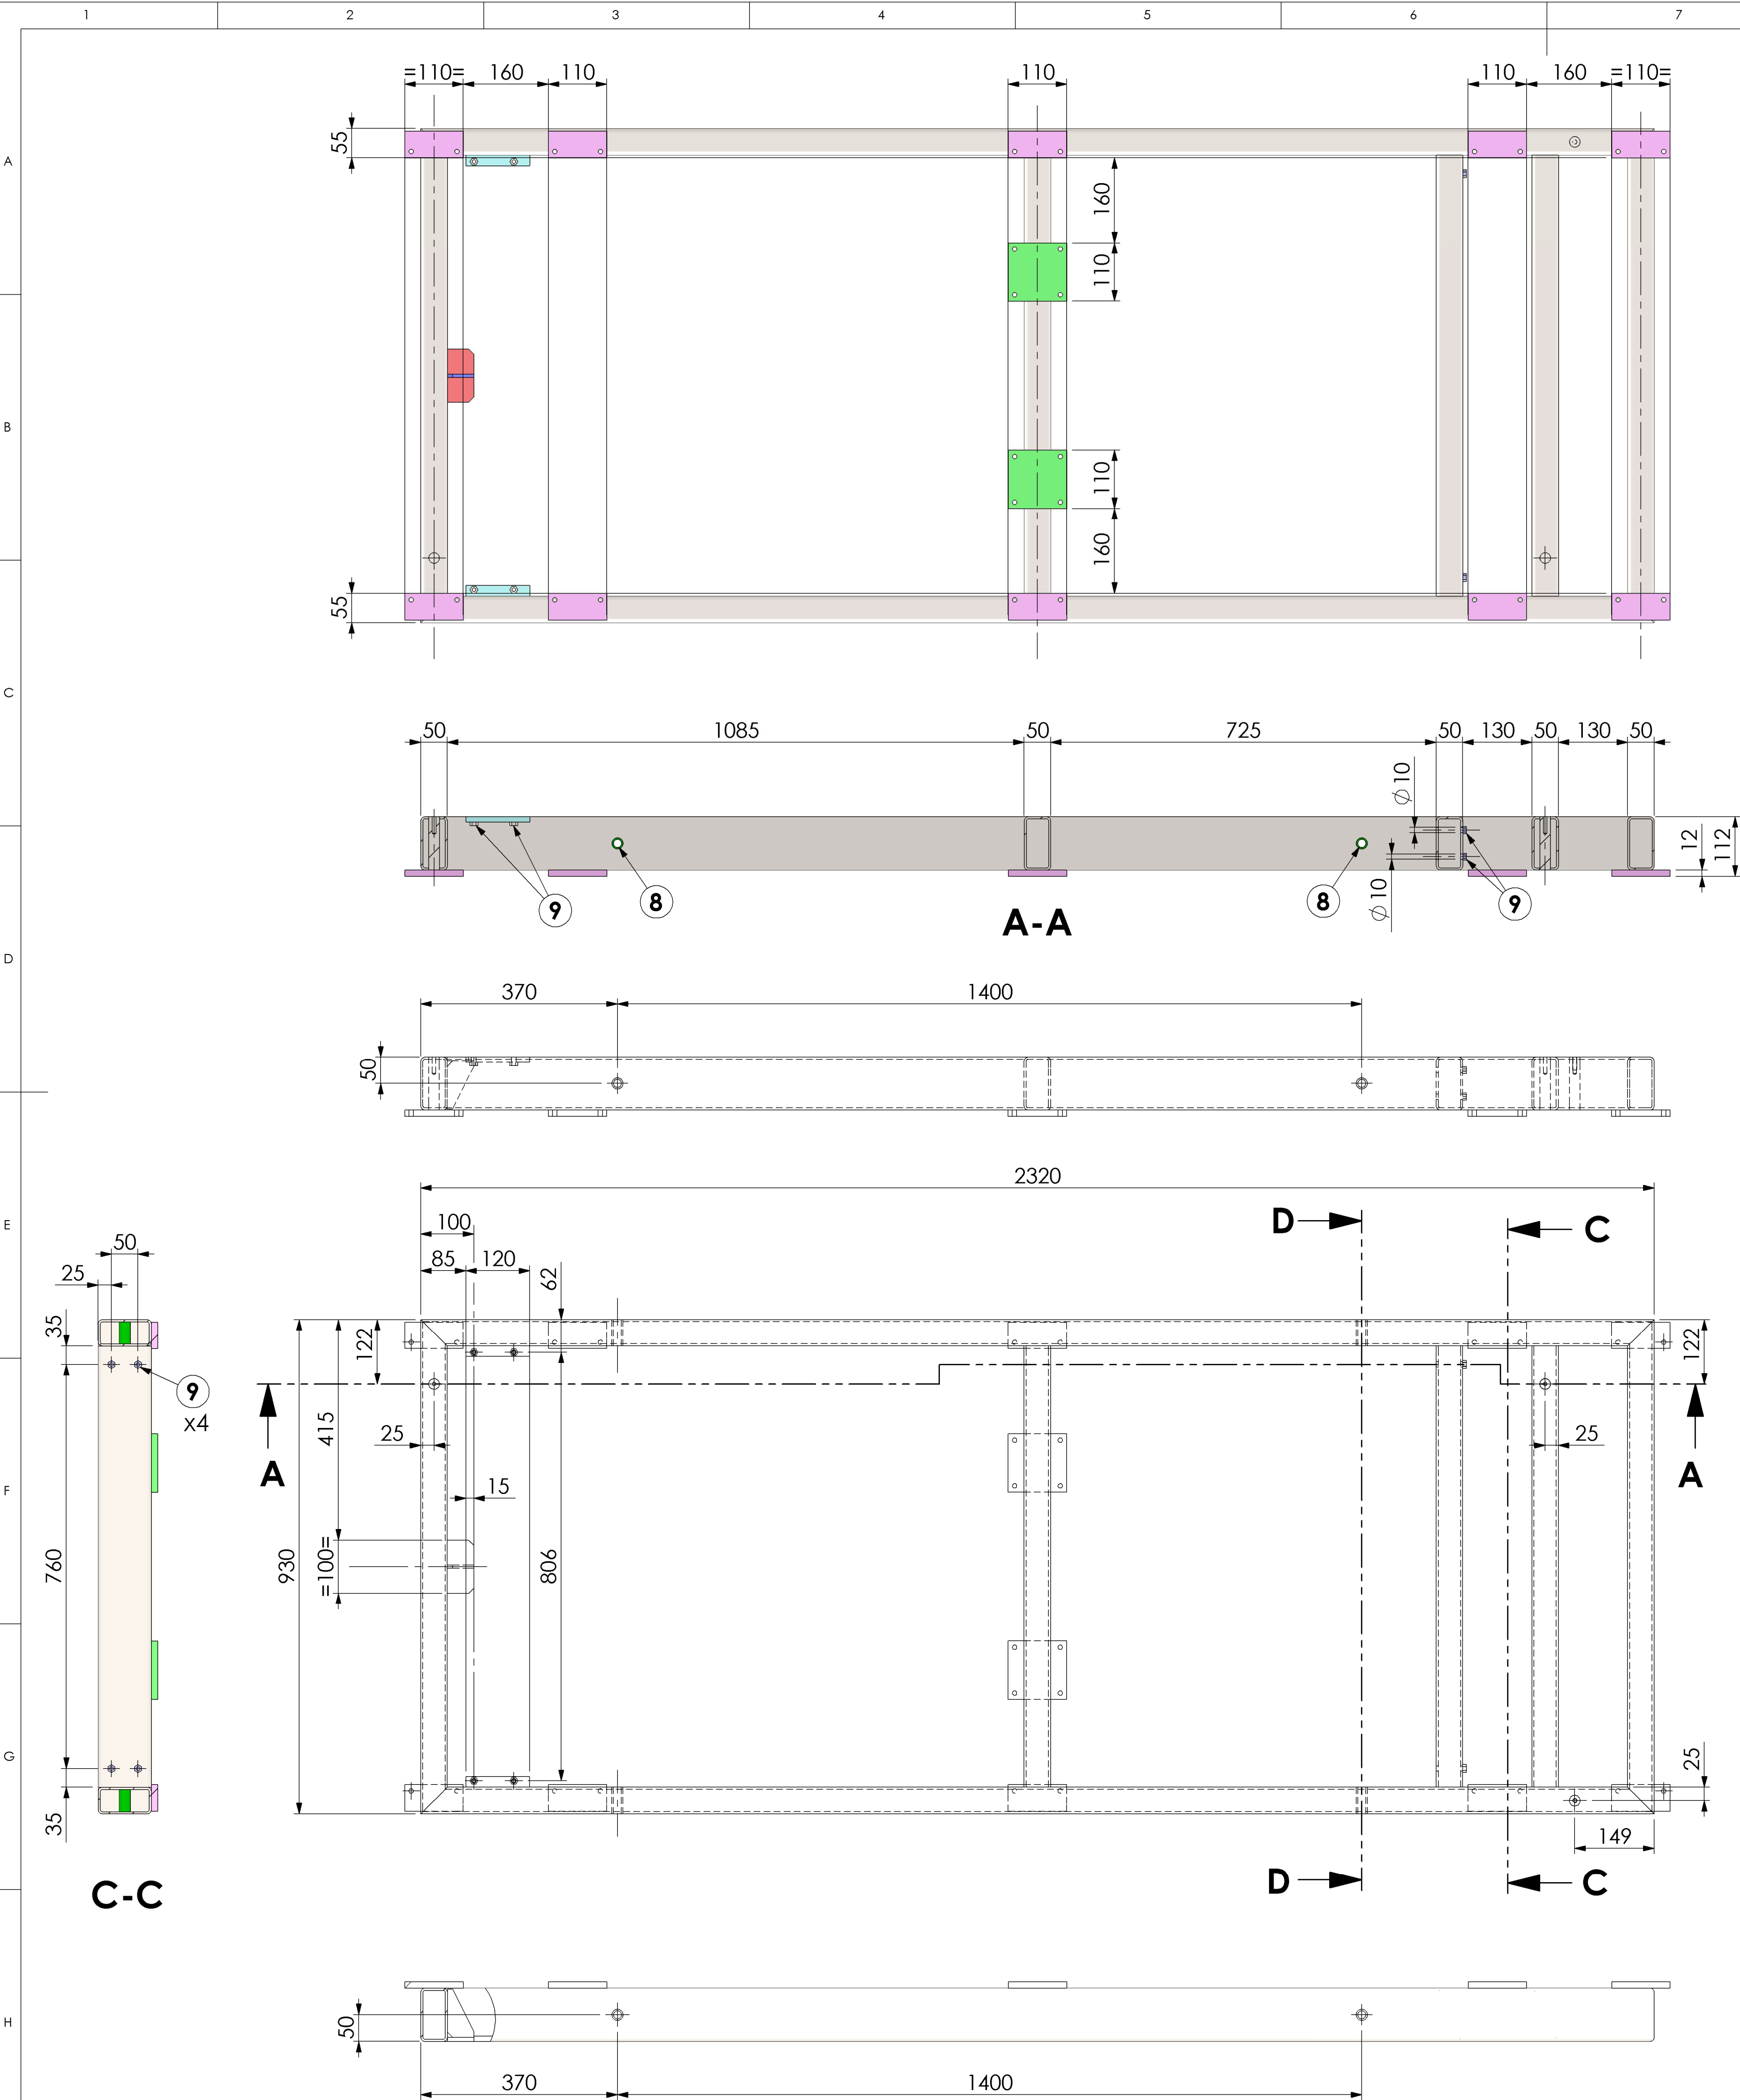 1 2 3 4 5 6 7
=110= 160 110 110 110 160 =110=
A
55
160
110
B
110
160
55
C
50 1085 50 725 50 130 50 130 50
Ø 10
12
112
Ø 10
9 8 8 9
A-A
D
370 1400
50
2320
E
D C
50
100
25
85 120 62
35
122 122
9
x4
415
25 25
A A
F
15
760
930
=100=
806
G
25
35
149
D C
C-C
H
50
370 1400